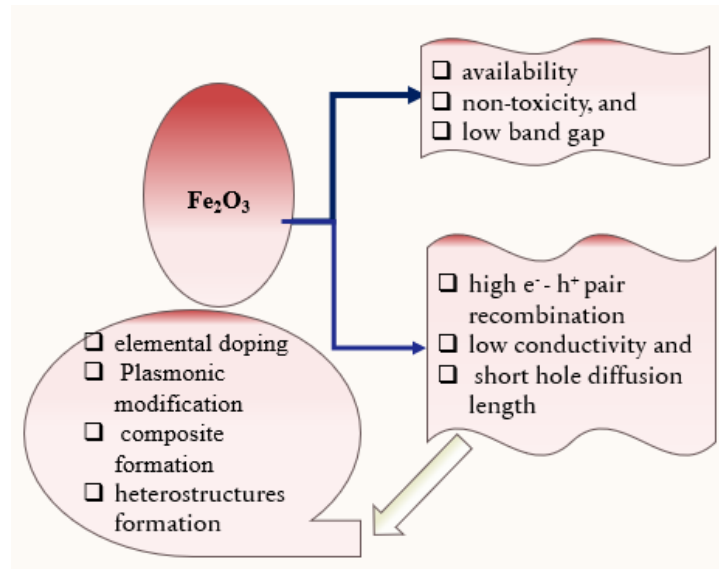 Fe₂O₃
❑ availability
❑ non-toxicity, and
❑ low band gap
❑ high e⁻ - h⁺ pair
recombination
❑ low conductivity and
❑ short hole diffusion
length
❑ elemental doping
❑ Plasmonic
modification
❑ composite
formation
❑ heterostructures
formation